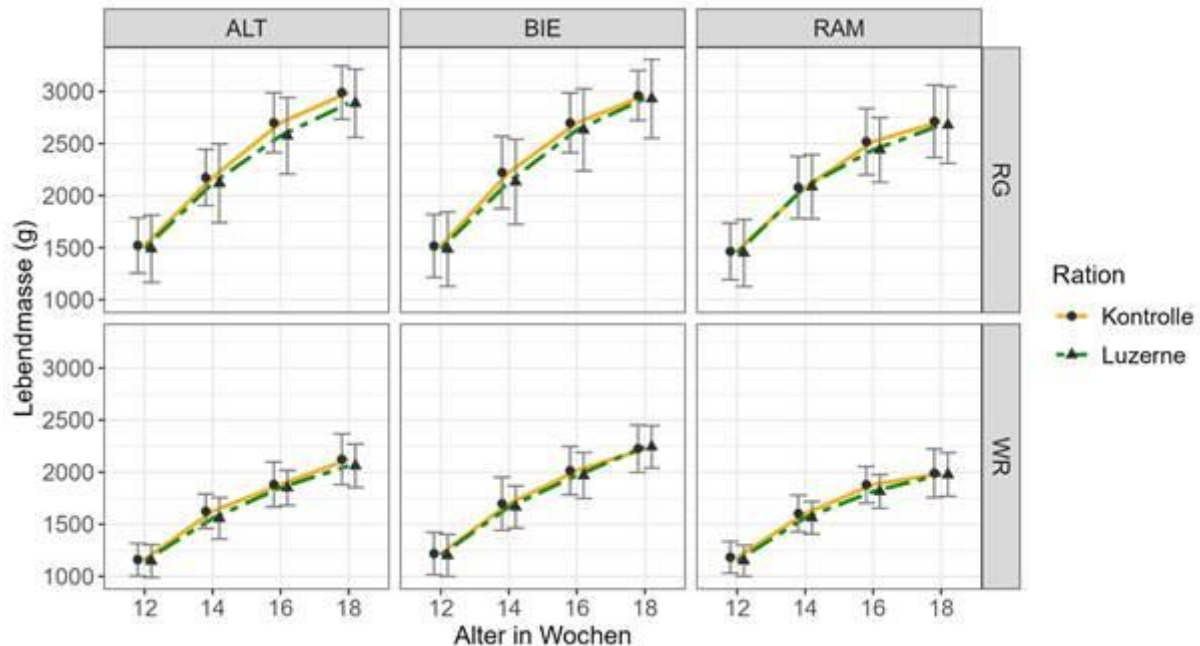 ALT BIE RAM
3000
2500
2000
1500
1000
RG
3000
2500
2000
1500
1000
WR
Lebendmasse (g)
12 14 16 18 12 14 16 18 12 14 16 18
Alter in Wochen
Ration
Kontrolle
Luzerne